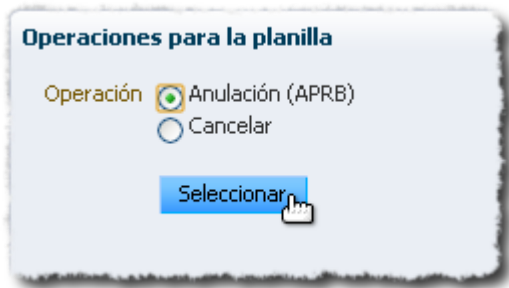 Operaciones para la planilla
Operación Anulación (APRB)
Cancelar
Seleccionar